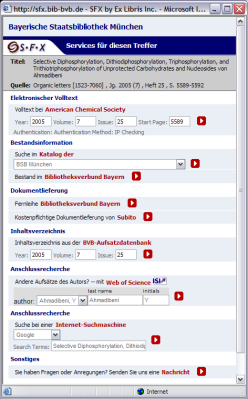 http://sfx.bib-bvb.de - SFX by Ex Libris Inc. - Microsoft I...
Bayerische Staatsbibliothek München
S·F·X Services für diesen Treffer
Titel: Selective Diphosphorylation, Dithiodiphosphorylation, Triphosphorylation, and
Trithiotriphosphorylation of Unprotected Carbohydrates and Nucleosides von
Ahmadibeni
Quelle: Organic letters [1523-7060] , Jg. 2005 (7) , Heft 25 , S. 5589-5592
Elektronischer Volltext
Volltext bei American Chemical Society
Year: 2005 Volume: 7 Issue: 25 Start Page: 5589
Authentication: Authentication Method: IP Checking
Bestandsinformation
Suche im Katalog der
BSB München
Bestand im Bibliotheksverbund Bayern
Dokumentlieferung
Fernleihe Bibliotheksverbund Bayern
Kostenpflichtige Dokumentlieferung von Subito
Inhaltsverzeichnis
Inhaltsverzeichnis aus der BVB-Aufsatzdatenbank
Year: 2005 Volume: 7 Issue: 25
Anschlussrecherche
Andere Aufsätze des Autors? -- mit Web of Science ISI
last name initials
author: Ahmadibeni, Y Ahmadibeni Y
Anschlussrecherche
Suche bei einer Internet-Suchmaschine
Google
Search Terms: Selective Diphosphorylation, Dithiodi
Sonstiges
Sie haben Fragen oder Anregungen? Senden Sie uns eine Nachricht
Internet